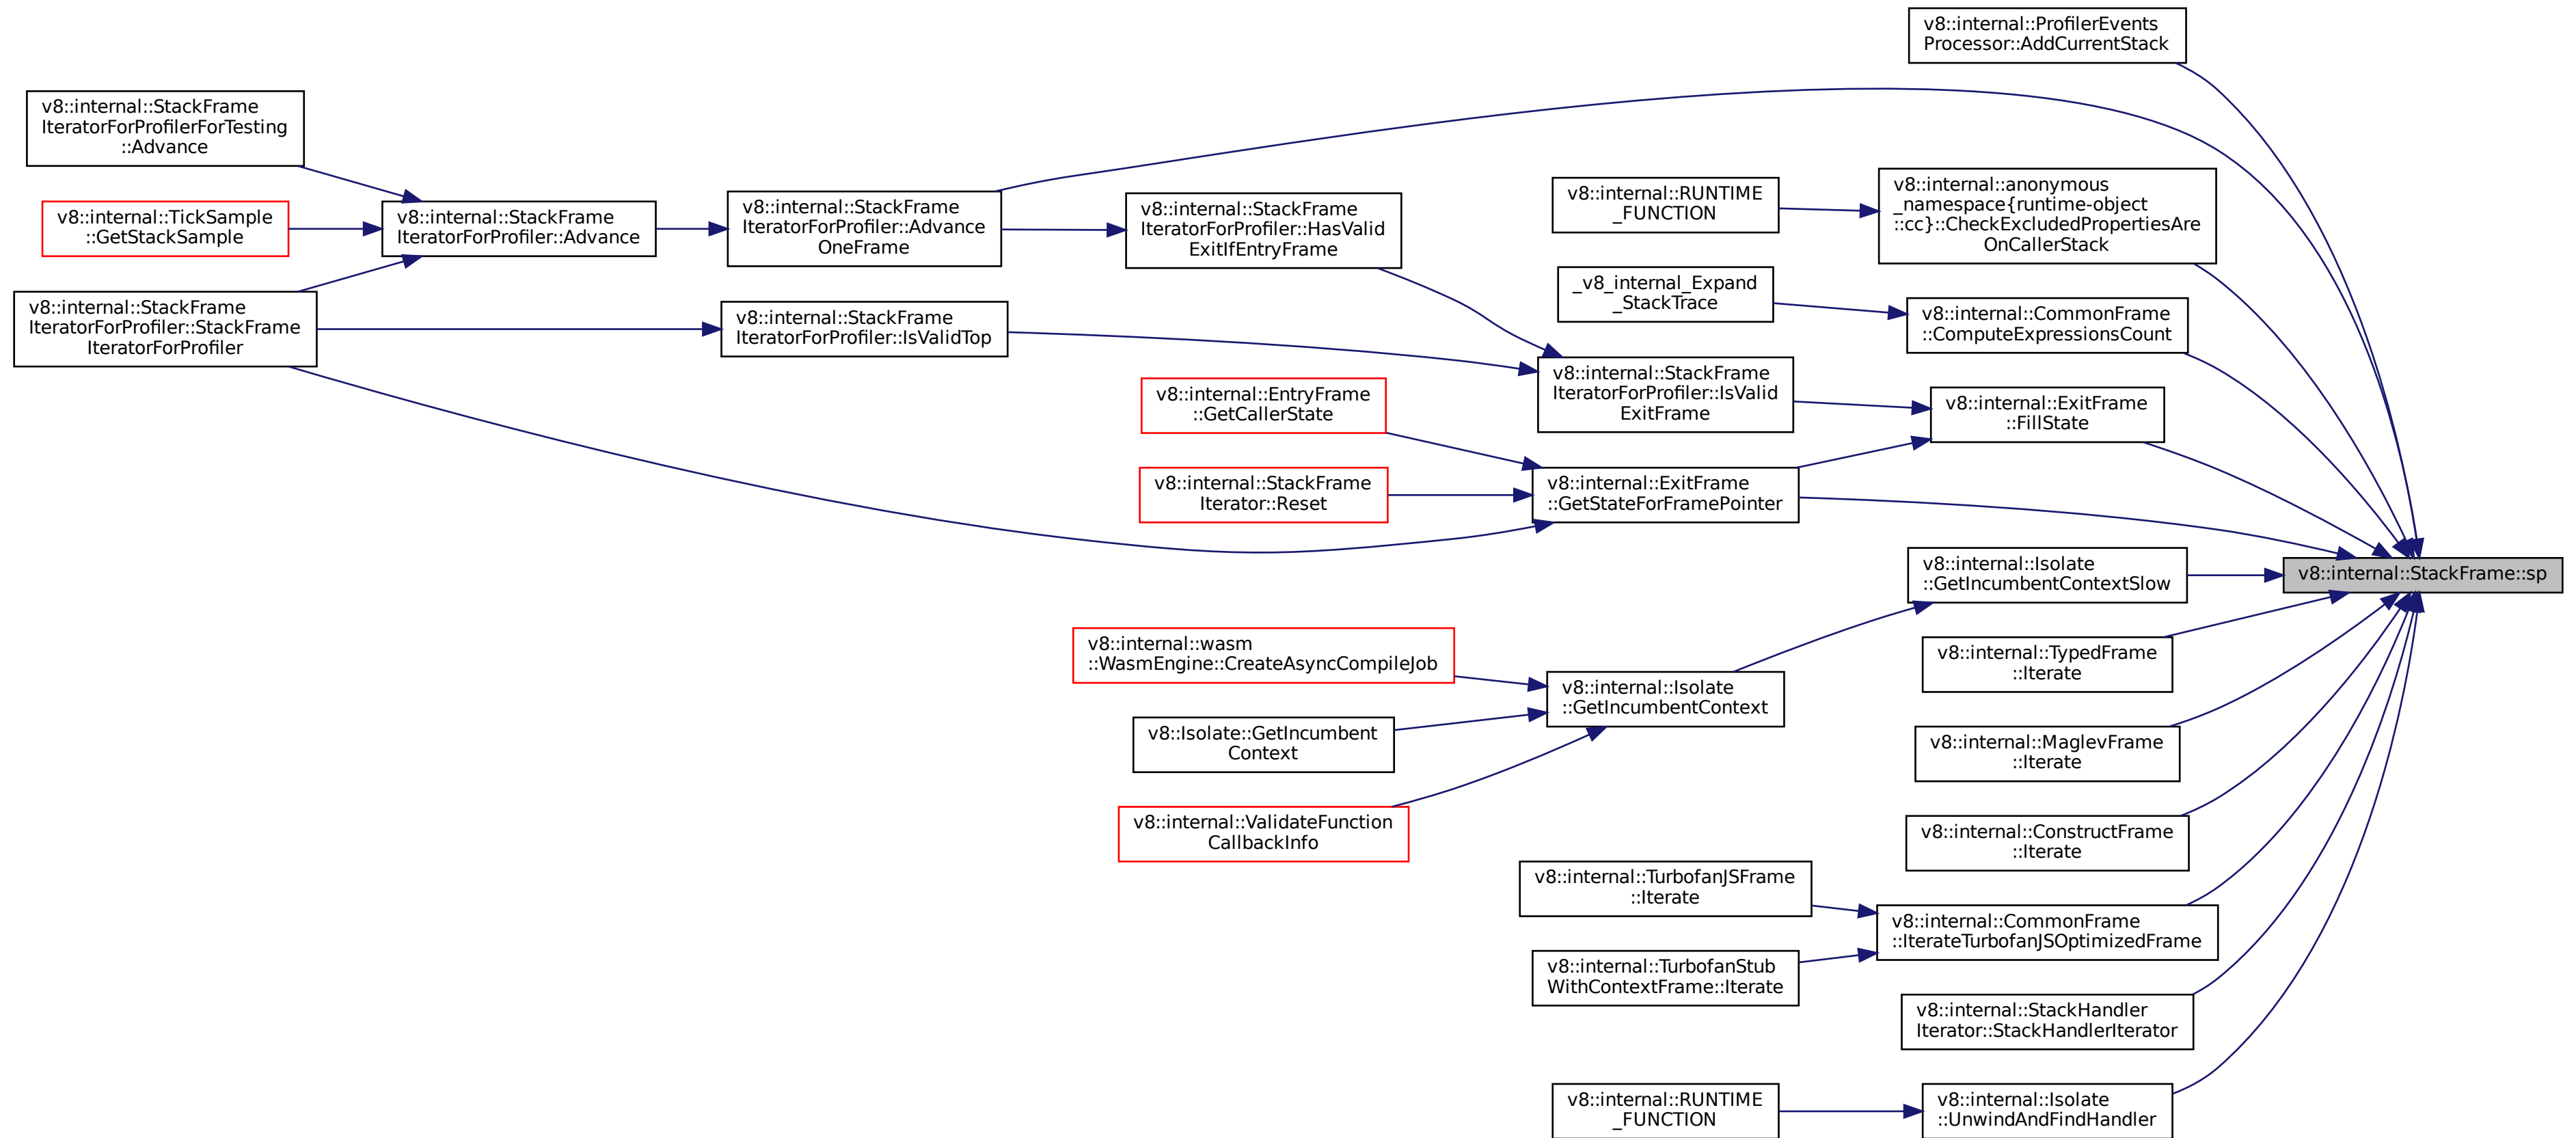 v8::internal::ProfilerEvents
Processor::AddCurrentStack
v8::internal::StackFrame
IteratorForProfilerForTesting
::Advance
v8::internal::TickSample
::GetStackSample
v8::internal::StackFrame
IteratorForProfiler::StackFrame
IteratorForProfiler
v8::internal::StackFrame
IteratorForProfiler::Advance
v8::internal::StackFrame
IteratorForProfiler::Advance
OneFrame
v8::internal::StackFrame
IteratorForProfiler::IsValidTop
v8::internal::StackFrame
IteratorForProfiler::HasValid
ExitIfEntryFrame
v8::internal::EntryFrame
::GetCallerState
v8::internal::StackFrame
Iterator::Reset
v8::internal::wasm
::WasmEngine::CreateAsyncCompileJob
v8::Isolate::GetIncumbent
Context
v8::internal::ValidateFunction
CallbackInfo
v8::internal::RUNTIME
_FUNCTION
_v8_internal_Expand
_StackTrace
v8::internal::StackFrame
IteratorForProfiler::IsValid
ExitFrame
v8::internal::ExitFrame
::GetStateForFramePointer
v8::internal::Isolate
::GetIncumbentContext
v8::internal::TurbofanJSFrame
::Iterate
v8::internal::TurbofanStub
WithContextFrame::Iterate
v8::internal::RUNTIME
_FUNCTION
v8::internal::anonymous
_namespace{runtime-object
::cc}::CheckExcludedPropertiesAre
OnCallerStack
v8::internal::CommonFrame
::ComputeExpressionsCount
v8::internal::ExitFrame
::FillState
v8::internal::Isolate
::GetIncumbentContextSlow
v8::internal::TypedFrame
::Iterate
v8::internal::MaglevFrame
::Iterate
v8::internal::ConstructFrame
::Iterate
v8::internal::CommonFrame
::IterateTurbofanJSOptimizedFrame
v8::internal::StackHandler
Iterator::StackHandlerIterator
v8::internal::Isolate
::UnwindAndFindHandler
v8::internal::StackFrame::sp